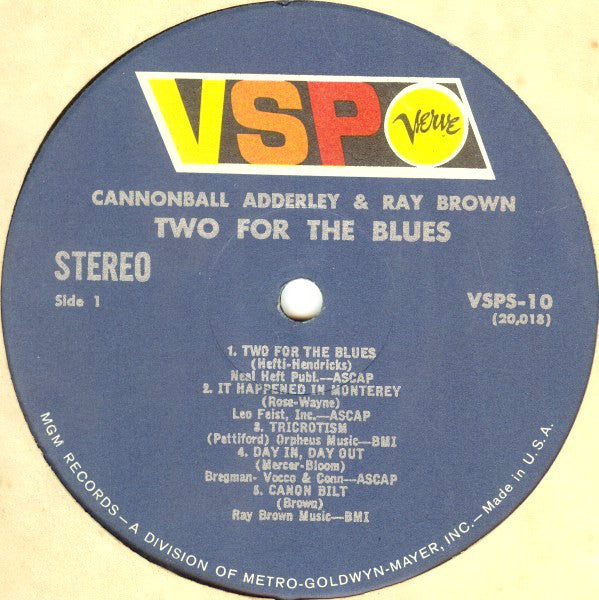 VSP Verve
CANNONBALL ADDERLEY & RAY BROWN
TWO FOR THE BLUES
STEREO
Side 1
VSPS-10
(20,018)
1. TWO FOR THE BLUES
(Hefti-Hendricks)
Neal Heft Publ.—ASCAP
2. IT HAPPENED IN MONTEREY
(Rose-Wayne)
Leo Feist, Inc.—ASCAP
3. TRICROTISM
(Pettiford) Orpheus Music—BMI
4. DAY IN, DAY OUT
(Mercer-Bloom)
Bregman- Vocco & Conn—ASCAP
5. CANON BILT
(Brown)
Ray Brown Music—BMI
MGM RECORDS — A DIVISION OF METRO-GOLDWYN-MAYER, INC. — Made in U.S.A.